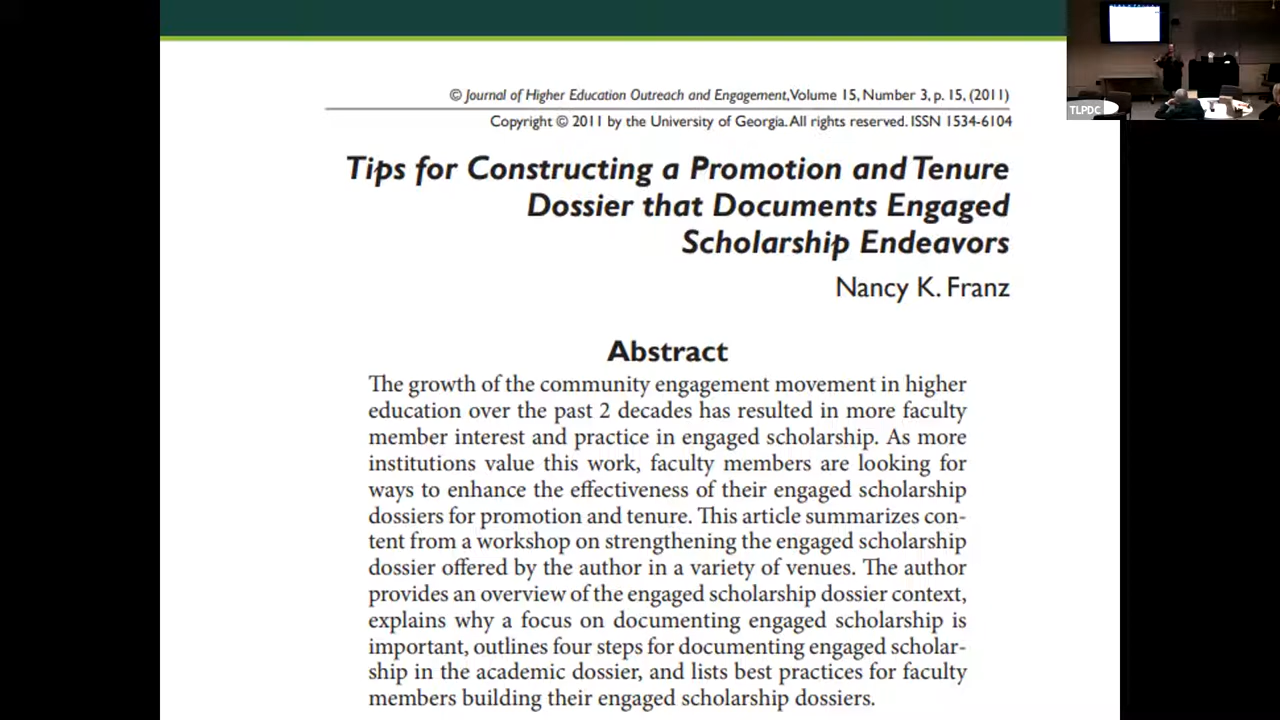 © Journal of Higher Education Outreach and Engagement, Volume 15, Number 3, p. 15, (2011)
Copyright © 2011 by the University of Georgia. All rights reserved. ISSN 1534-6104
Tips for Constructing a Promotion and Tenure
Dossier that Documents Engaged
Scholarship Endeavors
Nancy K. Franz
Abstract
The growth of the community engagement movement in higher
education over the past 2 decades has resulted in more faculty
member interest and practice in engaged scholarship. As more
institutions value this work, faculty members are looking for
ways to enhance the effectiveness of their engaged scholarship
dossiers for promotion and tenure. This article summarizes con-
tent from a workshop on strengthening the engaged scholarship
dossier offered by the author in a variety of venues. The author
provides an overview of the engaged scholarship dossier context,
explains why a focus on documenting engaged scholarship is
important, outlines four steps for documenting engaged scholar-
ship in the academic dossier, and lists best practices for faculty
members building their engaged scholarship dossiers.
TLPDC